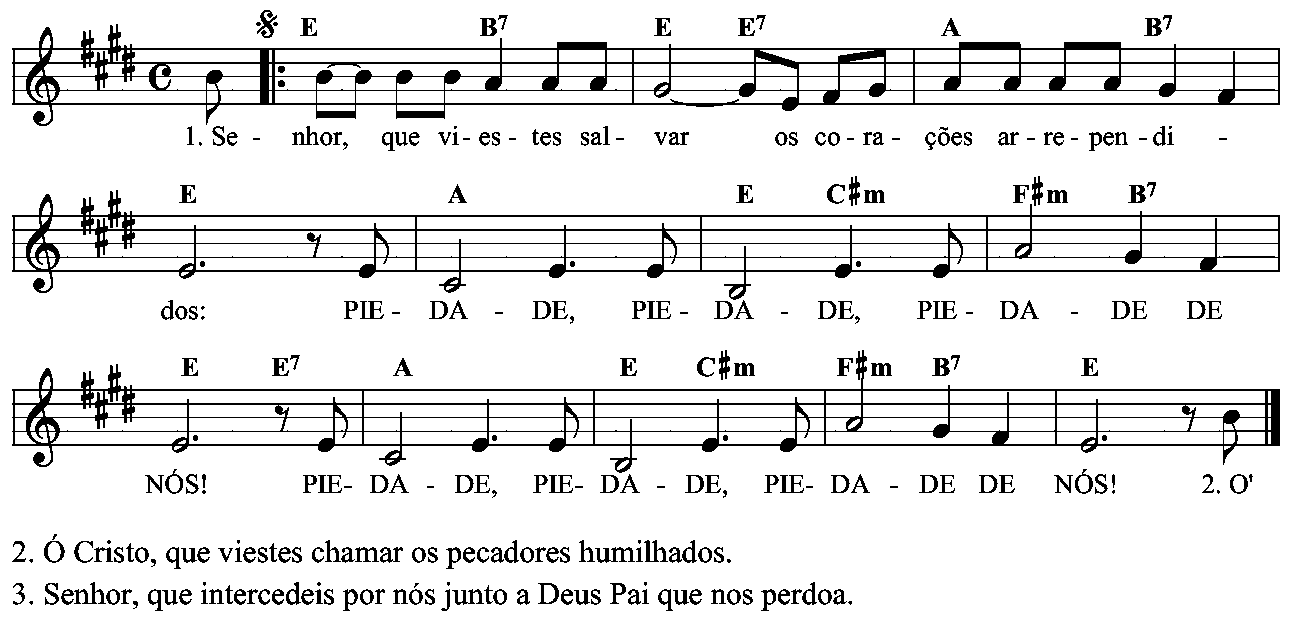 E B7 E E7 A B7
1. Se - nhor, que vi- es - tes sal - var os co - ra - ções ar - re - pen - di -
E A E C#m F#m B7
dos: PIE - DA - DE, PIE - DA - DE, PIE - DA - DE DE
E E7 A E C#m F#m B7 E
NÓS! PIE- DA - DE, PIE- DA - DE, PIE- DA - DE DE NÓS! 2. O'
2. Ó Cristo, que viestes chamar os pecadores humilhados.
3. Senhor, que intercedeis por nós junto a Deus Pai que nos perdoa.